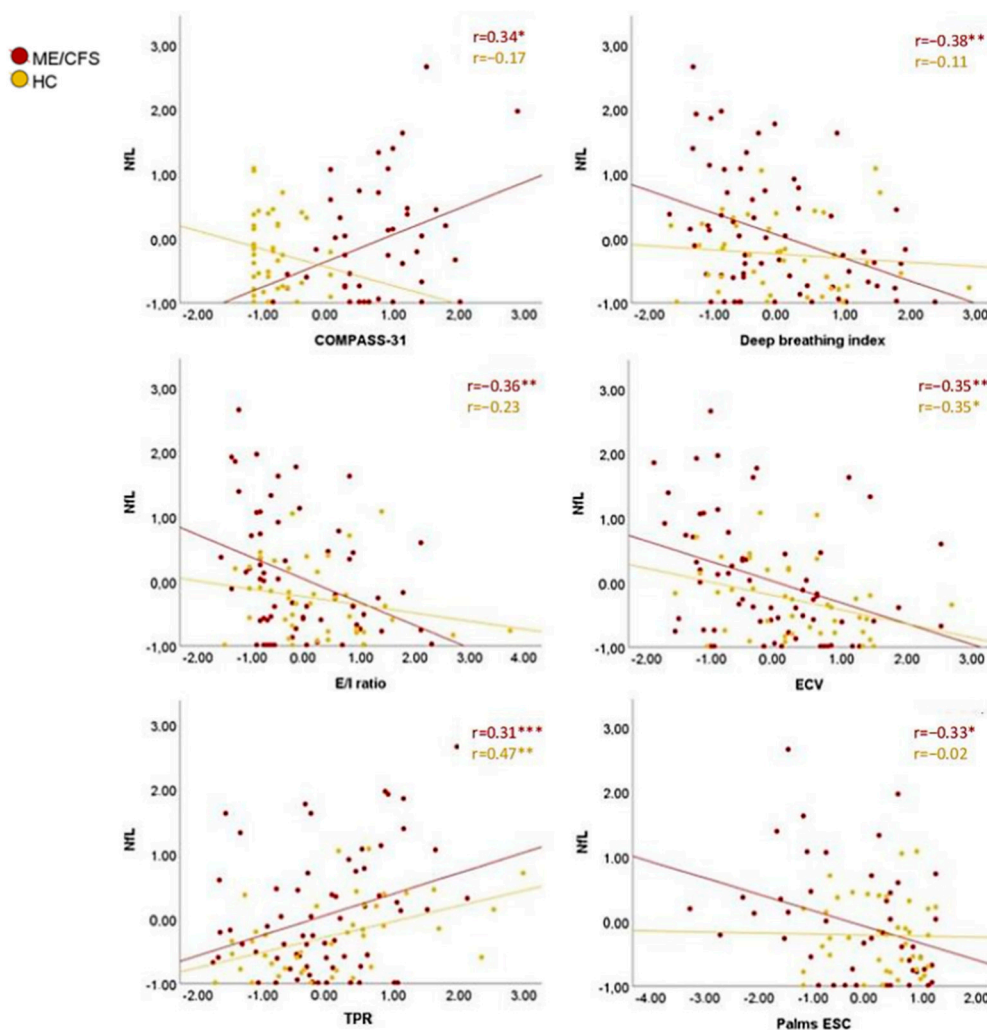 ME/CFS
HC
r=0.34*
r=−0.17
3,00
2,00
1,00
0,00
-1,00
NfL
-2.00 -1.00 0.00 1.00 2.00 3.00
COMPASS-31
r=−0.38**
r=−0.11
3,00
2,00
1,00
0,00
-1,00
NfL
-2.00 -1.00 0.00 1.00 2.00 3.00
Deep breathing index
r=−0.36**
r=−0.23
3,00
2,00
1,00
0,00
-1,00
NfL
-2.00 -1.00 0.00 1.00 2.00 3.00 4.00
E/I ratio
r=−0.35**
r=−0.35*
3,00
2,00
1,00
0,00
-1,00
NfL
-2.00 -1.00 0.00 1.00 2.00 3.00
ECV
r=0.31***
r=0.47**
3,00
2,00
1,00
0,00
-1,00
NfL
-2.00 -1.00 0.00 1.00 2.00 3.00
TPR
r=−0.33*
r=−0.02
3,00
2,00
1,00
0,00
-1,00
NfL
-4.00 -3.00 -2.00 -1.00 0.00 1.00 2.00
Palms ESC